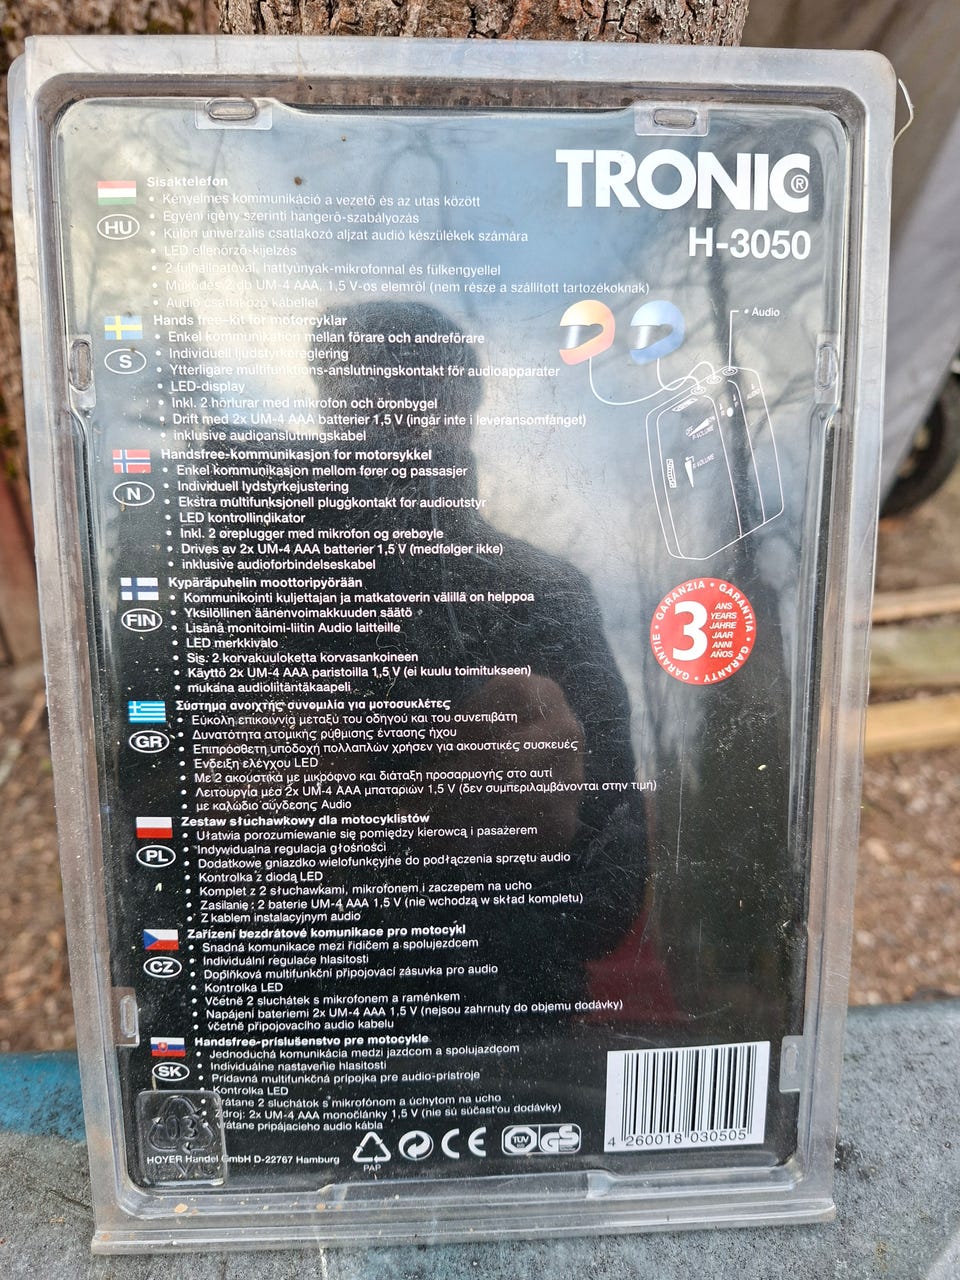 TRONIC®
H-3050
Sisaktelefon
HU
• Kényelmes kommunikáció a vezető és az utas között
• Egyéni igény szerinti hangerő-szabályozás
• Külön univerzális csatlakozó aljzat audió készülékek számára
• LED ellenőrző-kijelzés
• 2 fülhallgatóval, hattyúnyak-mikrofonnal és fülkengyellel
• Működés 2 db UM-4 AAA, 1,5 V-os elemről (nem része a szállított tartozékoknak)
• Audió csatlakozó kábellel
Hands free-kit för motorcyklar
S
• Enkel kommunikation mellan förare och andreförare
• Individuell ljudstyrkereglering
• Ytterligare multifunktions-anslutningskontakt för audioapparater
• LED-display
• Inkl. 2 hörlurar med mikrofon och öronbygel
• Drift med 2x UM-4 AAA batterier 1,5 V (ingår inte i leveransomfånget)
• inklusive audioanslutningskabel
Handsfree-kommunikasjon for motorsykkel
N
• Enkel kommunikasjon mellom fører og passasjer
• Individuell lydstyrkejustering
• Ekstra multifunksjonell pluggkontakt for audioutstyr
• LED kontrollindikator
• Inkl. 2 øreplugger med mikrofon og ørebøyle
• Drives av 2x UM-4 AAA batterier 1,5 V (medfølger ikke)
• inklusive audioforbindelseskabel
Kypäräpuhelin moottoripyörään
FIN
• Kommunikointi kuljettajan ja matkatoverin välillä on helppoa
• Yksilöllinen äänenvoimakkuuden säätö
• Lisänä monitoimi-liitin Audio laitteille
• LED merkkivalo
• Sis. 2 korvakuuloketta korvasankoineen
• Käyttö 2x UM-4 AAA paristoilla 1,5 V (ei kuulu toimitukseen)
• mukana audioliitäntäkaapeli
Σύστημα ανοιχτής συνομιλία για μοτοσυκλέτες
GR
• Εύκολη επικοιννία μεταξύ του οδηγού και του συνεπιβάτη
• Δυνατότητα ατομικής ρύθμισης έντασης ήχου
• Επιπρόσθετη υποδοχή πολλαπλών χρήσεν για ακουστικές συσκευές
• Ενδειξη ελέγχου LED
• Με 2 ακουστικά με μικρόφνο και διάταξη προσαρμογής στο αυτί
• Λειτουργία μέσ 2x UM-4 AAA μπαταριών 1,5 V (δεν συμπεριλαμβάνονται στην τιμή)
• με καλώδιο σύνδεσης Audio
Zestaw słuchawkowy dla motocyklistów
PL
• Ułatwia porozumiewanie się pomiędzy kierowcą i pasażerem
• Indywidualna regulacja głośności
• Dodatkowe gniazdko wielofunkcyjne do podłączenia sprzętu audio
• Kontrolka z diodą LED
• Komplet z 2 słuchawkami, mikrofonem i zaczepem na ucho
• Zasilanie: 2 baterie UM-4 AAA 1,5 V (nie wchodzą w skład kompletu)
• Z kablem instalacyjnym audio
Zařízení bezdrátové komunikace pro motocykl
CZ
• Snadná komunikace mezi řidičem a spolujezdcem
• Individuální regulace hlasitosti
• Doplňková multifunkční připojovací zásuvka pro audio
• Kontrolka LED
• Včetně 2 sluchátek s mikrofonem a raménkem
• Napájení bateriemi 2x UM-4 AAA 1,5 V (nejsou zahrnuty do objemu dodávky)
• včetně připojovacího audio kabelu
Handsfree-príslušenstvo pre motocykle
SK
• Jednoduchá komunikácia medzi jazdcom a spolujazdcom
• Individuálne nastavenie hlasitosti
• Prídavná multifunkčná prípojka pre audio-prístroje
• Kontrolka LED
• Vrátane 2 sluchátok s mikrofónom a úchytom na ucho
• Zdroj: 2x UM-4 AAA monočlánky 1,5 V (nie sú súčasťou dodávky)
• vrátane pripájacieho audio kábla
03
HOYER Handel GmbH D-22767 Hamburg
PAP
CE
TÜV
GS
• Audio
OFF
F-VOLUME
R-VOLUME
GARANZIA • GARANTIA • GARANTY • GARANTIE •
3
ANS
YEARS
JAHRE
JAAR
ANNI
AÑOS
4 260018 030505